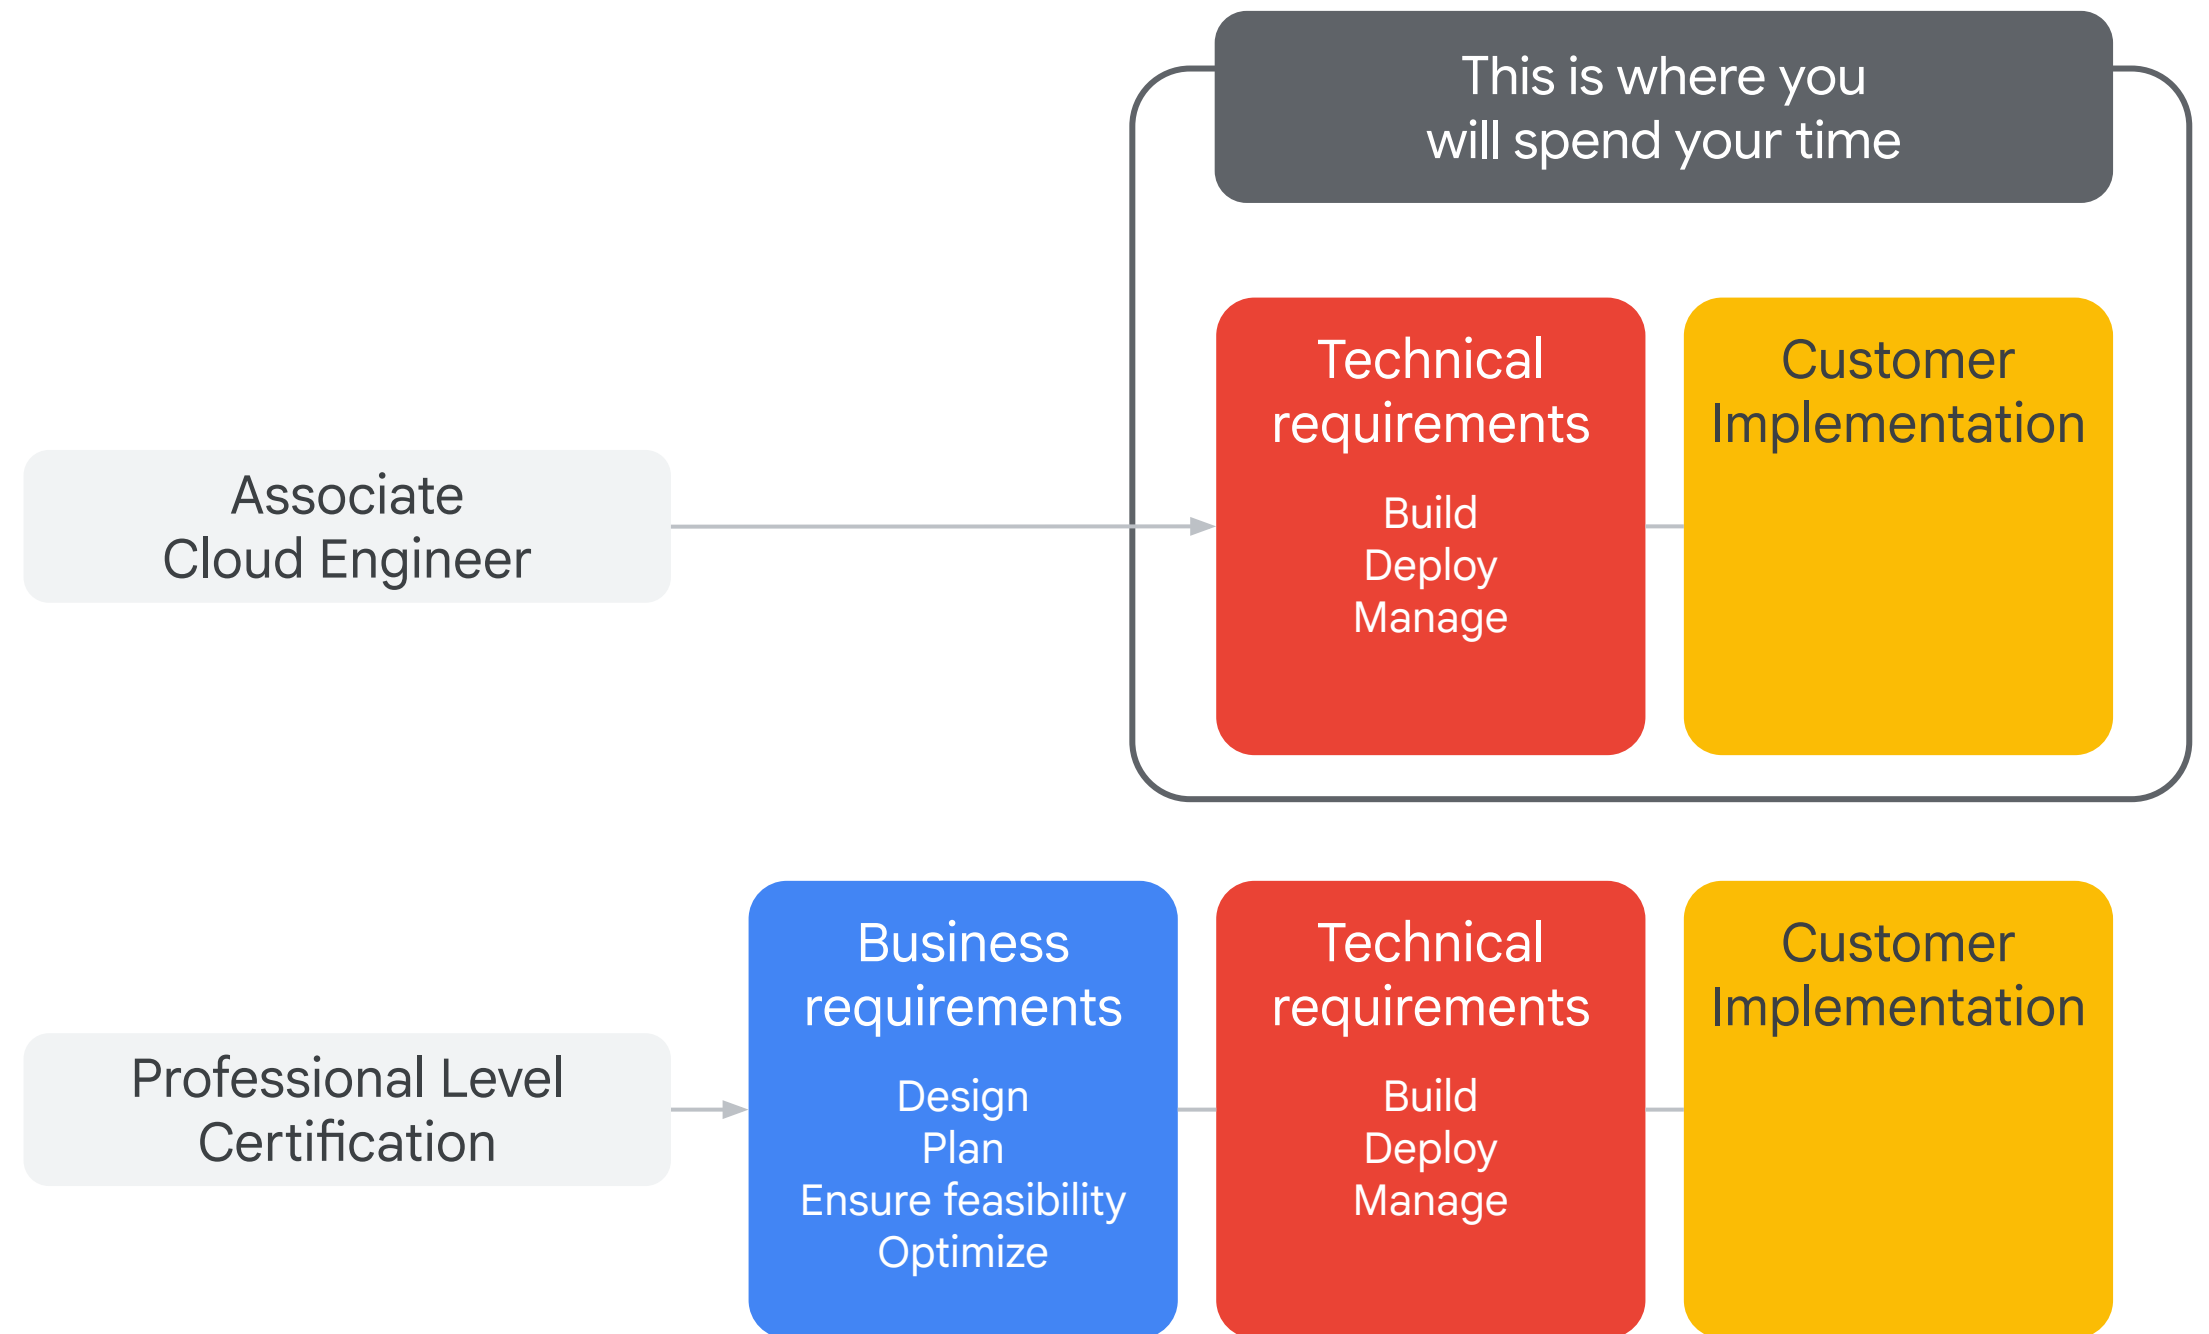 This is where you
will spend your time
Associate
Cloud Engineer
Technical
requirements
Build
Deploy
Manage
Customer
Implementation
Professional Level
Certification
Business
requirements
Design
Plan
Ensure feasibility
Optimize
Technical
requirements
Build
Deploy
Manage
Customer
Implementation